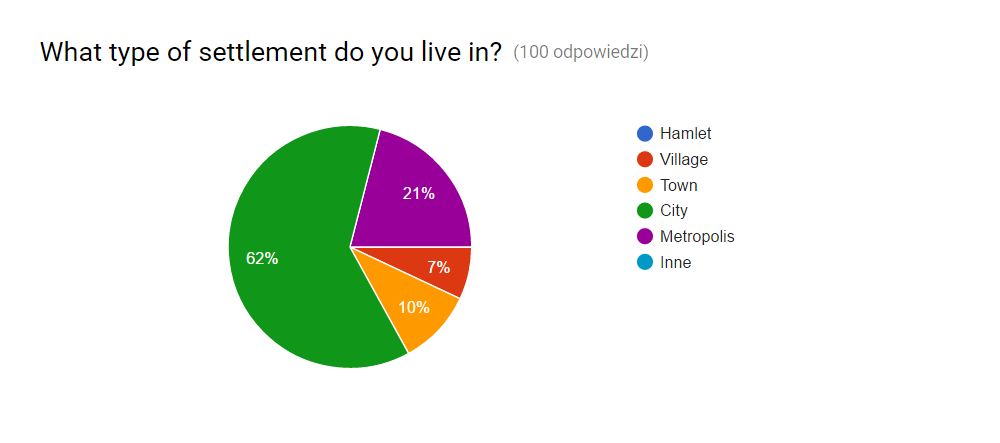 What type of settlement do you live in? (100 odpowiedzi)
Hamlet
Village
Town
City
Metropolis
Inne
21%
62%
7%
10%